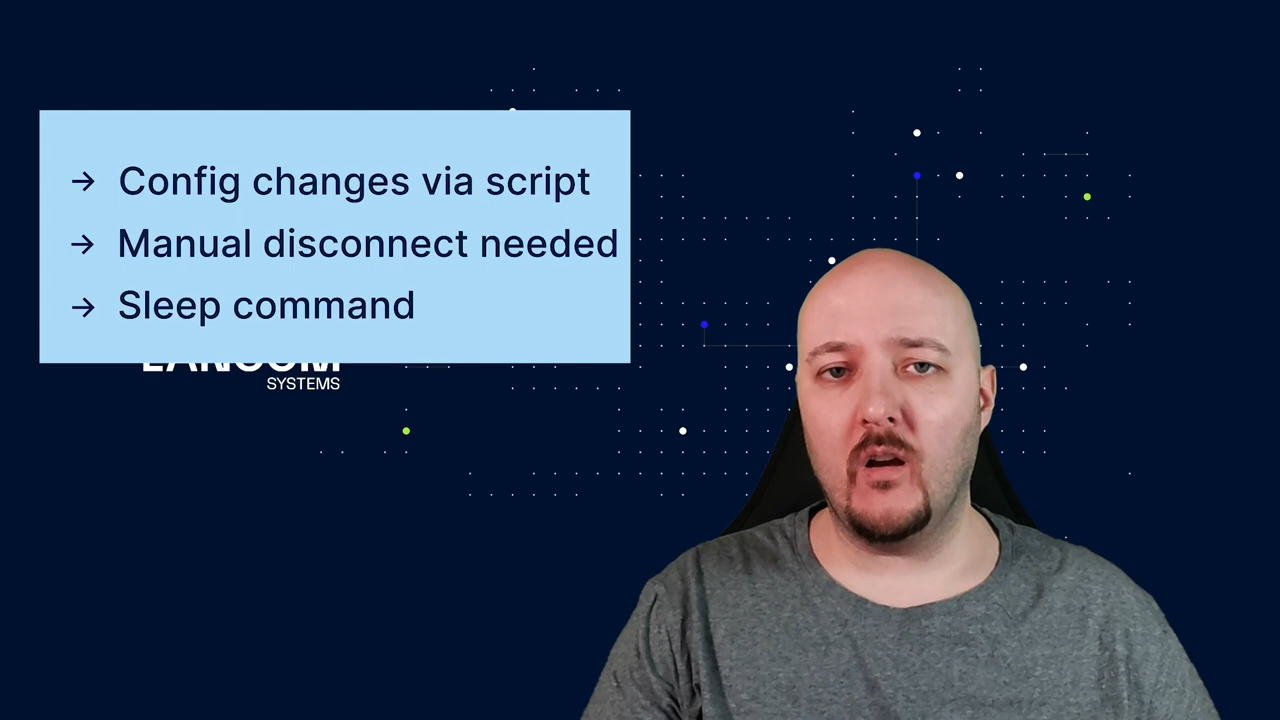 → Config changes via script
→ Manual disconnect needed
→ Sleep command
SYSTEMS